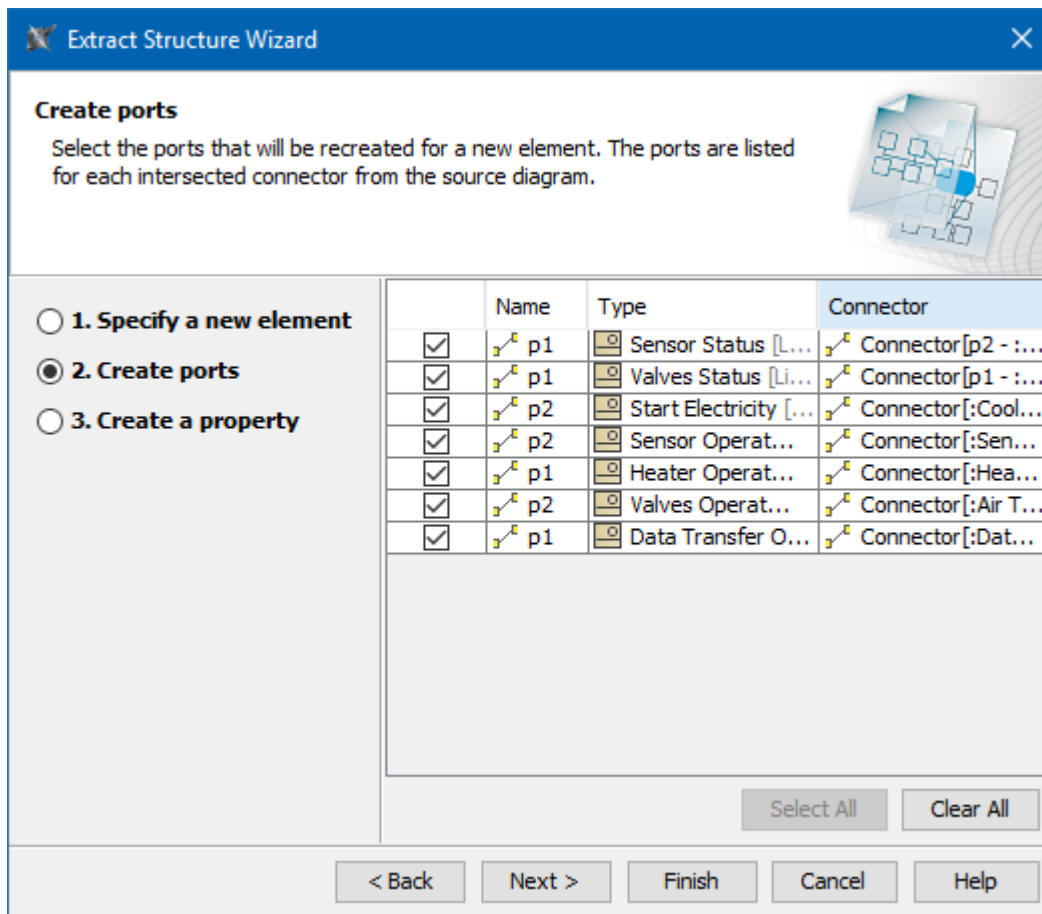 Extract Structure Wizard
Create ports
Select the ports that will be recreated for a new element. The ports are listed
for each intersected connector from the source diagram.
1. Specify a new element
2. Create ports
3. Create a property
Name Type Connector
p1 Sensor Status [L... Connector[p2 - :...
p1 Valves Status [Li... Connector[p1 - :...
p2 Start Electricity [... Connector[:Cool...
p2 Sensor Operat... Connector[:Sen...
p1 Heater Operat... Connector[:Hea...
p2 Valves Operat... Connector[:Air T...
p1 Data Transfer O... Connector[:Dat...
Select All Clear All
< Back Next > Finish Cancel Help